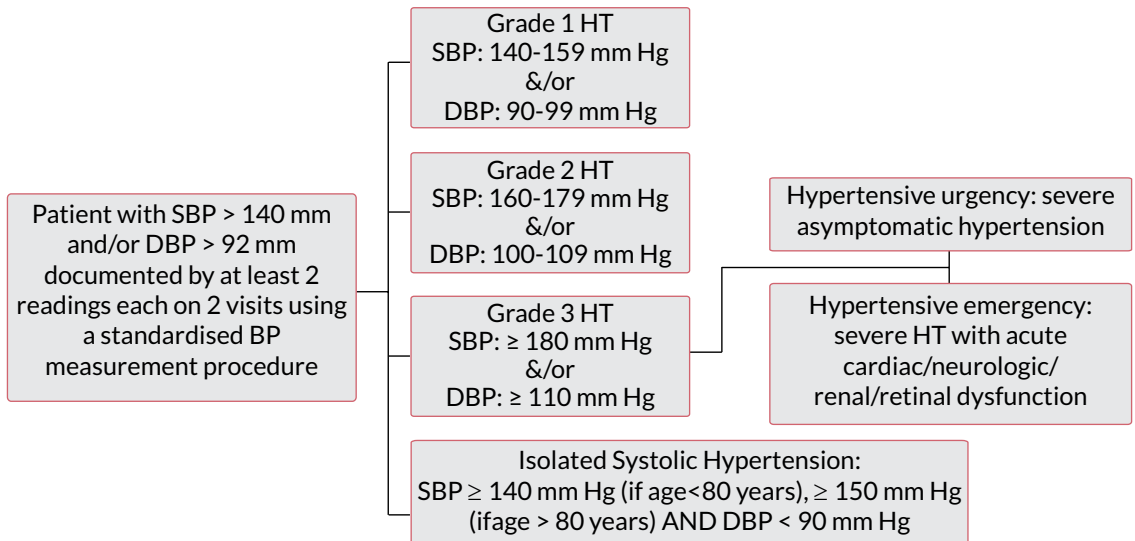 Grade 1 HT
SBP: 140-159 mm Hg
&/or
DBP: 90-99 mm Hg
Grade 2 HT
SBP: 160-179 mm Hg
&/or
DBP: 100-109 mm Hg
Patient with SBP > 140 mm
and/or DBP > 92 mm
documented by at least 2
readings each on 2 visits using
a standardised BP
measurement procedure
Hypertensive urgency: severe
asymptomatic hypertension
Grade 3 HT
SBP: ≥ 180 mm Hg
&/or
DBP: ≥ 110 mm Hg
Hypertensive emergency:
severe HT with acute
cardiac/neurologic/
renal/retinal dysfunction
Isolated Systolic Hypertension:
SBP ≥ 140 mm Hg (if age<80 years), ≥ 150 mm Hg
(ifage > 80 years) AND DBP < 90 mm Hg